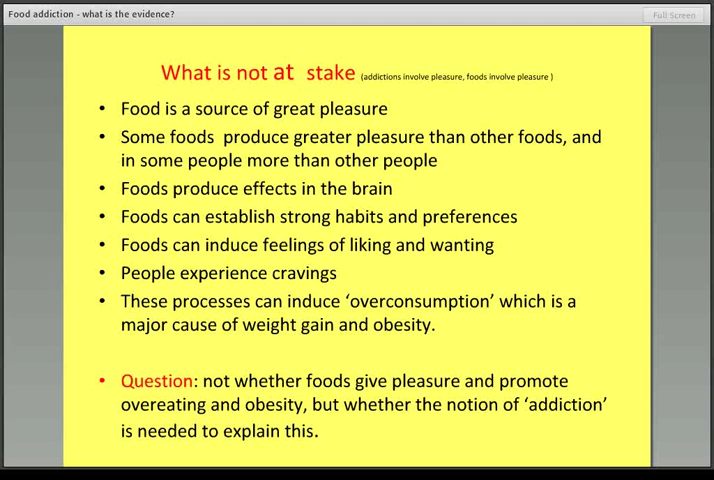 Food addiction - what is the evidence?
Full Screen
What is not at stake (addictions involve pleasure, foods involve pleasure )
• Food is a source of great pleasure
• Some foods produce greater pleasure than other foods, and
in some people more than other people
• Foods produce effects in the brain
• Foods can establish strong habits and preferences
• Foods can induce feelings of liking and wanting
• People experience cravings
• These processes can induce ‘overconsumption’ which is a
major cause of weight gain and obesity.
• Question: not whether foods give pleasure and promote
overeating and obesity, but whether the notion of ‘addiction’
is needed to explain this.